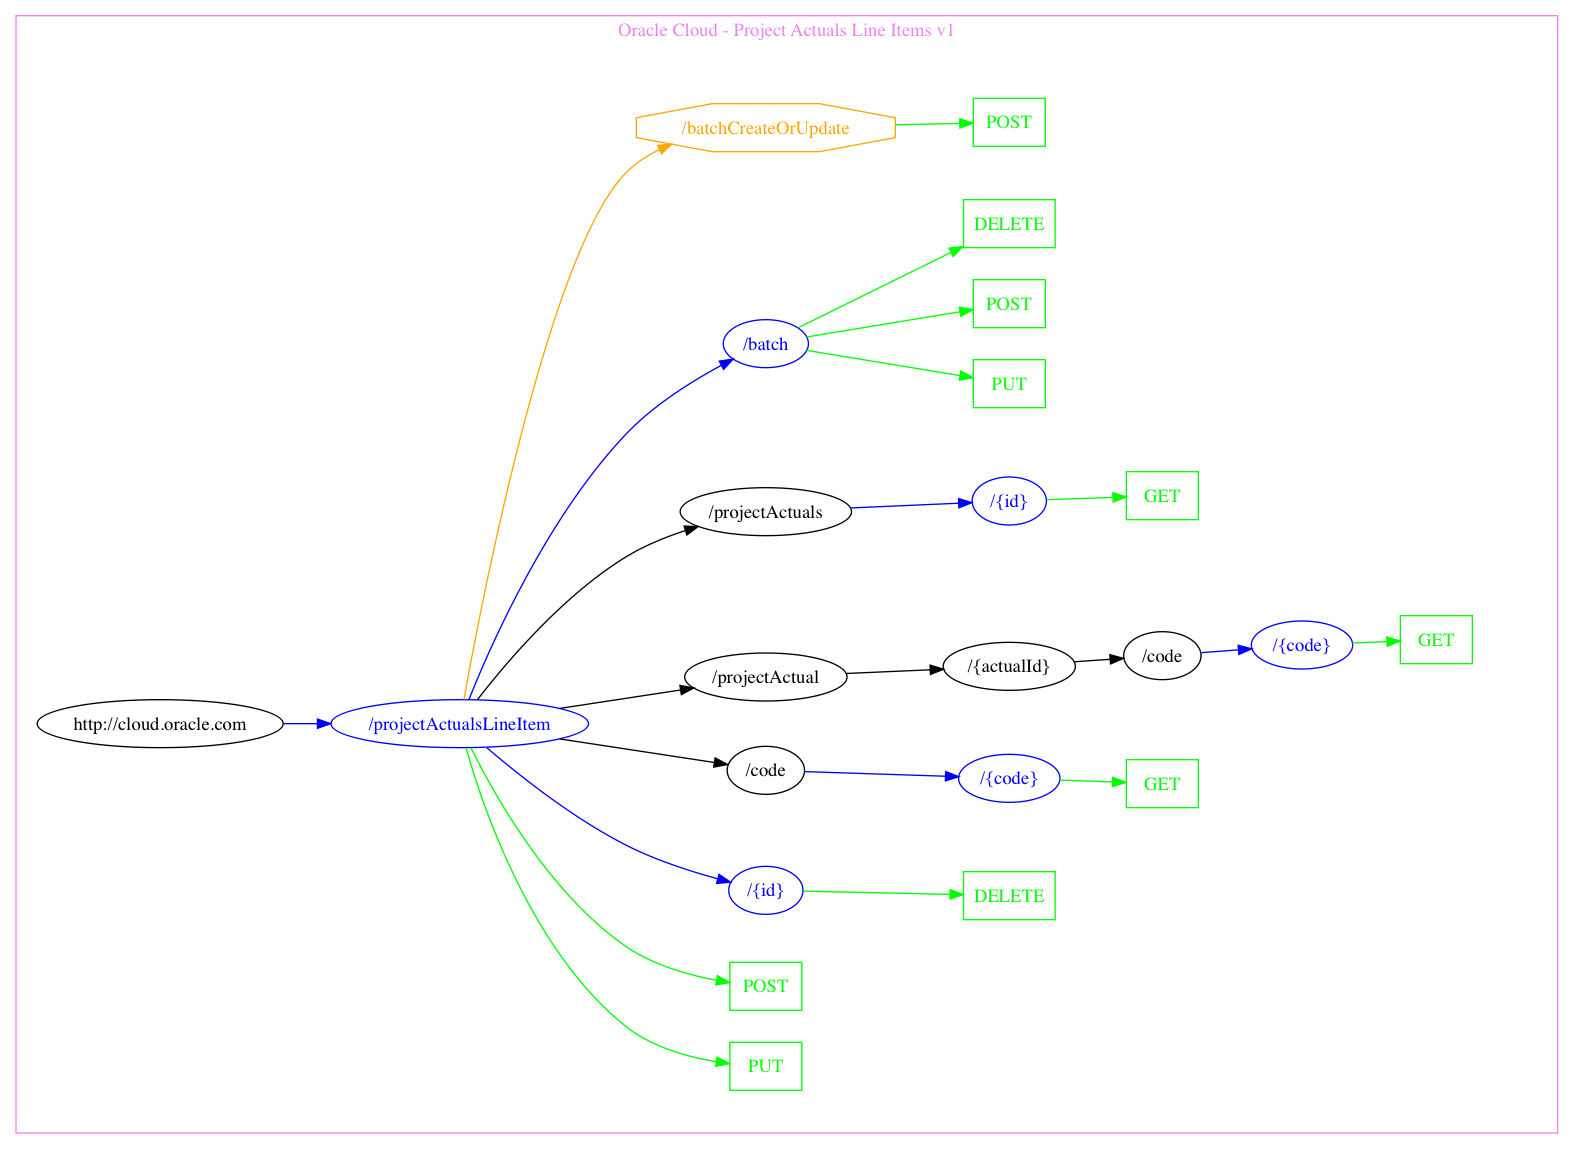 Oracle Cloud - Project Actuals Line Items v1
/batchCreateOrUpdate
POST
DELETE
/batch
POST
PUT
/projectActuals
/{id}
GET
/projectActual
/{actualId}
/code
/{code}
GET
http://cloud.oracle.com
/projectActualsLineItem
/code
/{code}
GET
/{id}
DELETE
POST
PUT